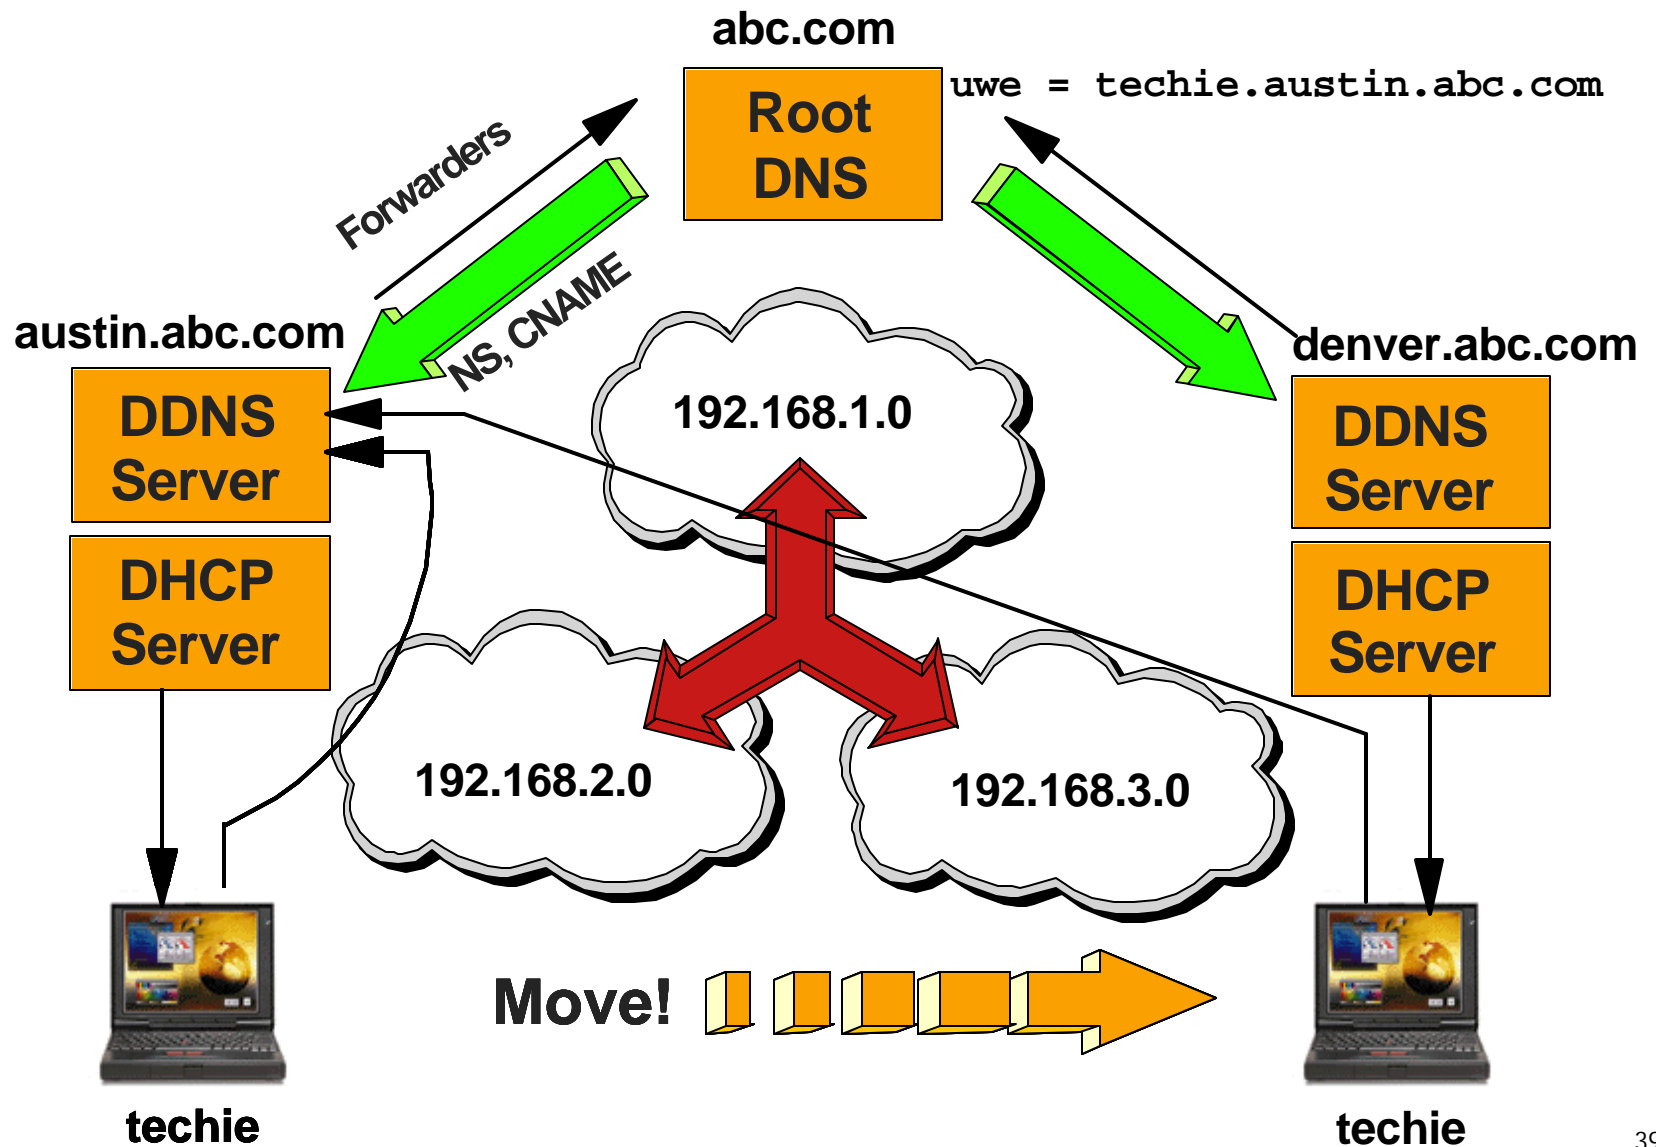 abc.com
Root
DNS
uwe = techie.austin.abc.com
Forwarders
NS, CNAME
austin.abc.com
DDNS
Server
DHCP
Server
denver.abc.com
DDNS
Server
DHCP
Server
192.168.1.0
192.168.2.0
192.168.3.0
Move!
techie
techie
39